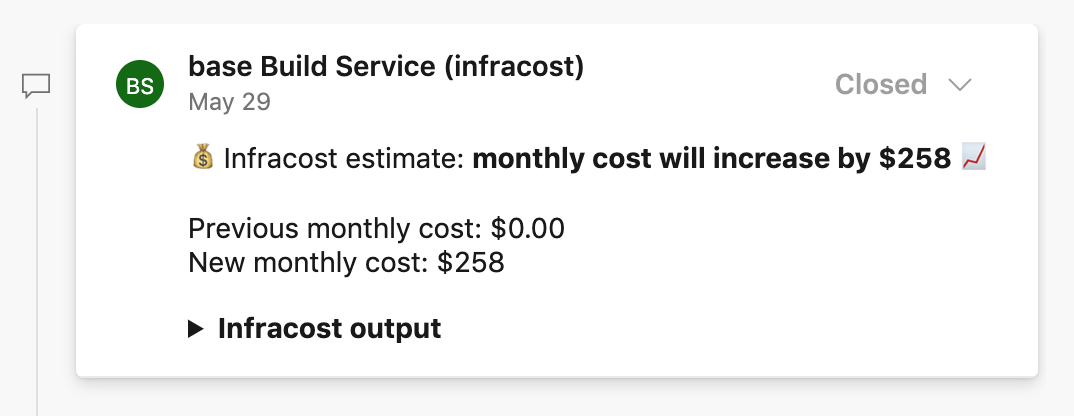 BS
base Build Service (infracost)
May 29
Closed
💰 Infracost estimate: monthly cost will increase by $258 📈
Previous monthly cost: $0.00
New monthly cost: $258
▶ Infracost output